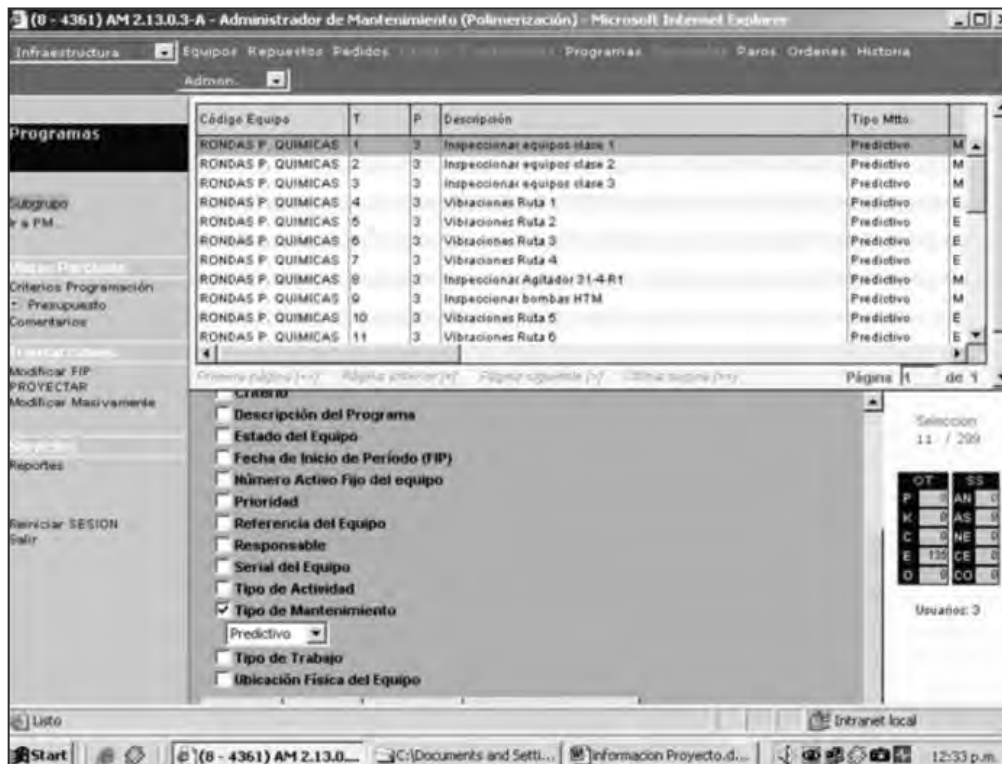 (8 - 4361) AM 2.13.0.3-A - Administrador de Mantenimiento (Polimerización) - Microsoft Internet Explorer
Infraestructura Equipos Repuestos Pedidos Programas Paros Ordenes Historia
Admon.
Programas
Subgrupo
Ir a PM
Criterios Programación
Presupuesto
Comentarios
Modificar FIP
PROYECTAR
Modificar Masivamente
Reportes
Reiniciar SESION
Salir
Código Equipo T P Descripción Tipo Mtto
RONDAS P. QUIMICAS 1 3 Inspeccionar equipos clase 1 Predictivo M
RONDAS P. QUIMICAS 2 3 Inspeccionar equipos clase 2 Predictivo M
RONDAS P. QUIMICAS 3 3 Inspeccionar equipos clase 3 Predictivo M
RONDAS P. QUIMICAS 4 3 Vibraciones Ruta 1 Predictivo E
RONDAS P. QUIMICAS 5 3 Vibraciones Ruta 2 Predictivo E
RONDAS P. QUIMICAS 6 3 Vibraciones Ruta 3 Predictivo E
RONDAS P. QUIMICAS 7 3 Vibraciones Ruta 4 Predictivo E
RONDAS P. QUIMICAS 8 3 Inspeccionar Agitador 31-4-R1 Predictivo M
RONDAS P. QUIMICAS 9 3 Inspeccionar bombas HTM Predictivo M
RONDAS P. QUIMICAS 10 3 Vibraciones Ruta 5 Predictivo E
RONDAS P. QUIMICAS 11 3 Vibraciones Ruta 6 Predictivo E
Primera página Página anterior Página siguiente Página 1 de 1
Criterio
Descripción del Programa
Estado del Equipo
Fecha de Inicio de Período (FIP)
Número Activo Fijo del equipo
Prioridad
Referencia del Equipo
Responsable
Serial del Equipo
Tipo de Actividad
Tipo de Mantenimiento
Predictivo
Tipo de Trabajo
Ubicación Física del Equipo
Seleccion
11 / 299
OT SS
P 0 AN 0
K 0 AS 0
C 0 NE 0
E 135 CE 0
O 0 CO 0
Usuarios: 3
Listo Intranet local
Start (8 - 4361) AM 2.13.0.... C:\Documents and Setti... Informacion Proyecto.d... 12:33 p.m.